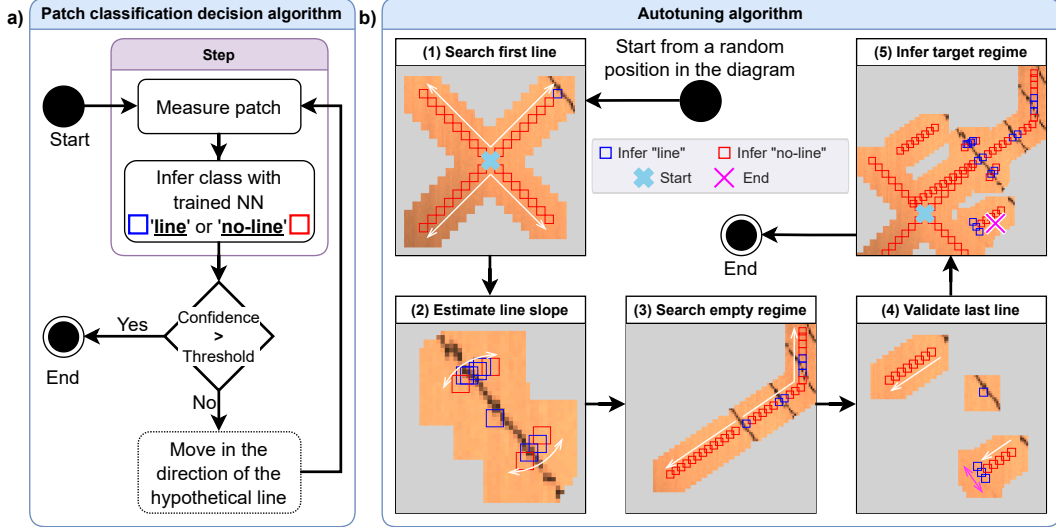 a)
Patch classification decision algorithm
Step
Measure patch
Start
Infer class with
trained NN
'line' or 'no-line'
Confidence
>
Threshold
Yes
End
No
Move in the
direction of the
hypothetical line
b)
Autotuning algorithm
(1) Search first line
Start from a random
position in the diagram
Infer "line"
Infer "no-line"
Start
End
End
(5) Infer target regime
(2) Estimate line slope
(3) Search empty regime
(4) Validate last line